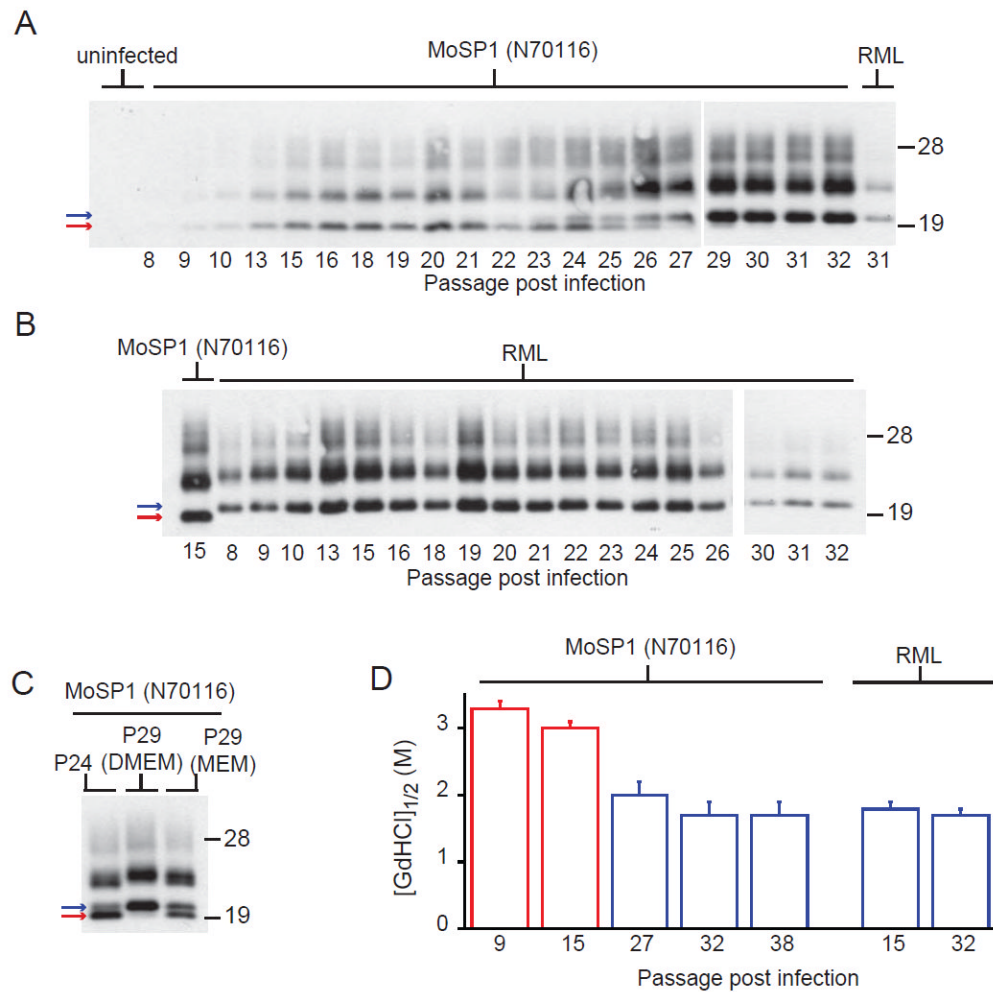 A
uninfected
MoSP1 (N70116)
RML
28
19
8 9 10 13 15 16 18 19 20 21 22 23 24 25 26 27 29 30 31 32 31
Passage post infection
B
MoSP1 (N70116)
RML
28
19
15 8 9 10 13 15 16 18 19 20 21 22 23 24 25 26 30 31 32
Passage post infection
C
MoSP1 (N70116)
P29 P29
P24 (DMEM) (MEM)
28
19
D
MoSP1 (N70116)
RML
[GdHCl]1/2 (M)
3
2
1
0
9 15 27 32 38 15 32
Passage post infection